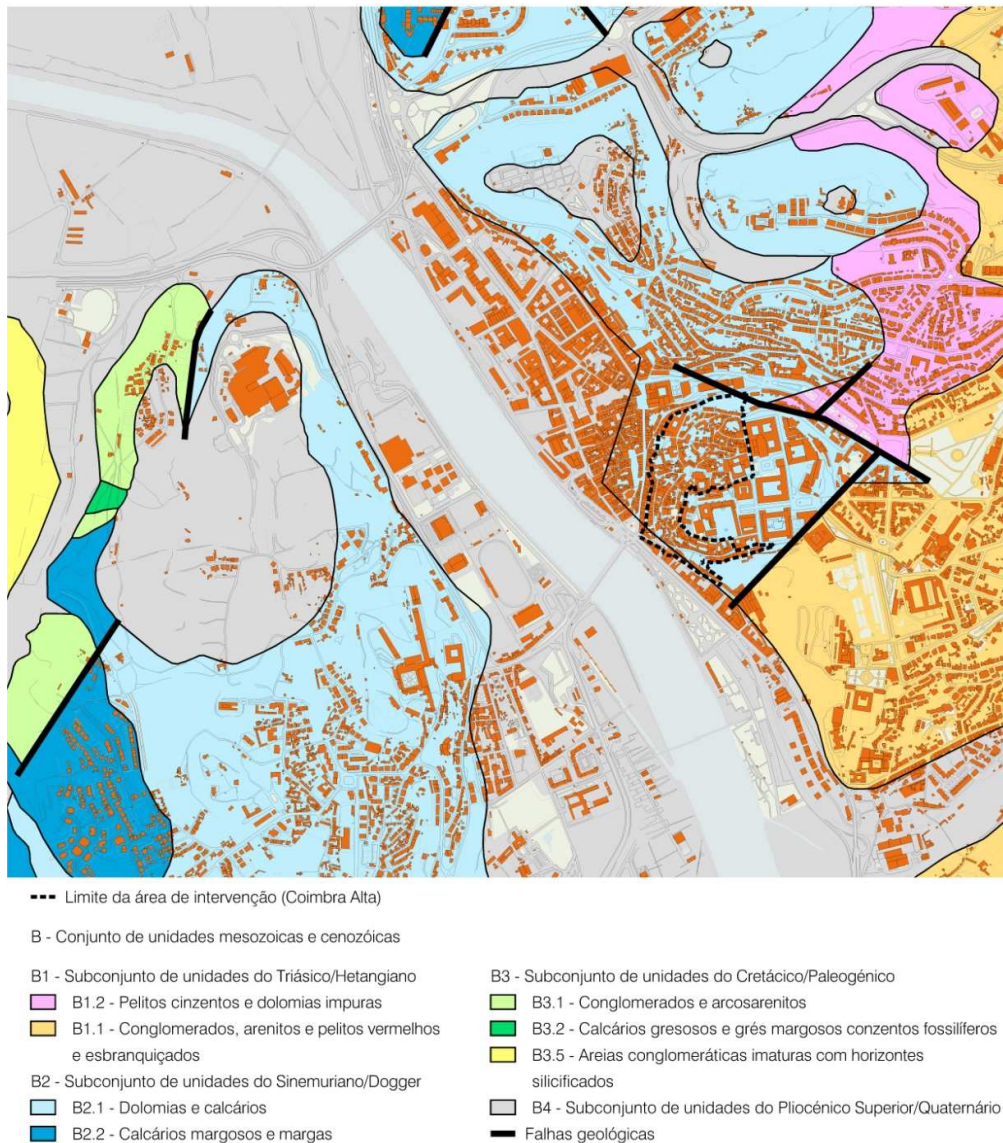 Limite da área de intervenção (Coimbra Alta)
B - Conjunto de unidades mesozoicas e cenozóicas
B1 - Subconjunto de unidades do Triásico/Hetangiano
B1.2 - Pelitos cinzentos e dolomias impuras
B1.1 - Conglomerados, arenitos e pelitos vermelhos
e esbranquiçados
B2 - Subconjunto de unidades do Sinemuriano/Dogger
B2.1 - Dolomias e calcários
B2.2 - Calcários margosos e margas
B3 - Subconjunto de unidades do Cretácico/Paleogénico
B3.1 - Conglomerados e arcosarenitos
B3.2 - Calcários gresosos e grés margosos conzentos fossilíferos
B3.5 - Areias conglomeráticas imaturas com horizontes
silicificados
B4 - Subconjunto de unidades do Pliocénico Superior/Quaternário
Falhas geológicas